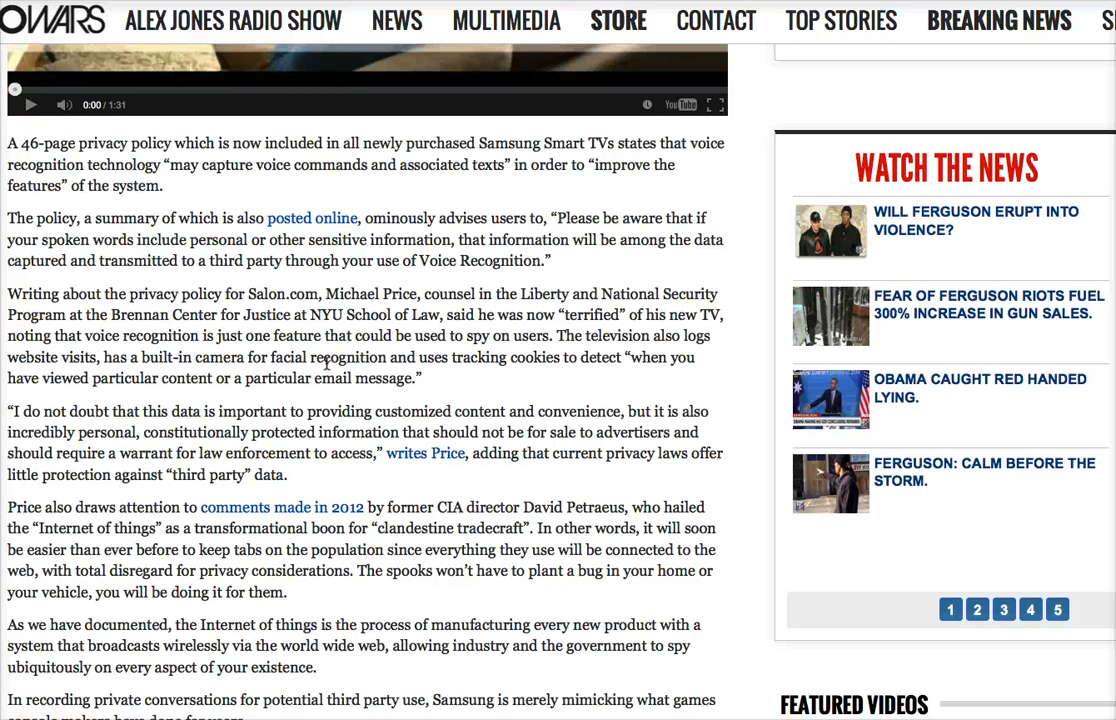 OWARS ALEX JONES RADIO SHOW NEWS MULTIMEDIA STORE CONTACT TOP STORIES BREAKING NEWS S
0:00 / 1:31 YouTube
A 46-page privacy policy which is now included in all newly purchased Samsung Smart TVs states that voice
recognition technology “may capture voice commands and associated texts” in order to “improve the
features” of the system.
The policy, a summary of which is also posted online, ominously advises users to, “Please be aware that if
your spoken words include personal or other sensitive information, that information will be among the data
captured and transmitted to a third party through your use of Voice Recognition.”
Writing about the privacy policy for Salon.com, Michael Price, counsel in the Liberty and National Security
Program at the Brennan Center for Justice at NYU School of Law, said he was now “terrified” of his new TV,
noting that voice recognition is just one feature that could be used to spy on users. The television also logs
website visits, has a built-in camera for facial recognition and uses tracking cookies to detect “when you
have viewed particular content or a particular email message.”
“I do not doubt that this data is important to providing customized content and convenience, but it is also
incredibly personal, constitutionally protected information that should not be for sale to advertisers and
should require a warrant for law enforcement to access,” writes Price, adding that current privacy laws offer
little protection against “third party” data.
Price also draws attention to comments made in 2012 by former CIA director David Petraeus, who hailed
the “Internet of things” as a transformational boon for “clandestine tradecraft”. In other words, it will soon
be easier than ever before to keep tabs on the population since everything they use will be connected to the
web, with total disregard for privacy considerations. The spooks won’t have to plant a bug in your home or
your vehicle, you will be doing it for them.
As we have documented, the Internet of things is the process of manufacturing every new product with a
system that broadcasts wirelessly via the world wide web, allowing industry and the government to spy
ubiquitously on every aspect of your existence.
In recording private conversations for potential third party use, Samsung is merely mimicking what games
console makers have done for years
WATCH THE NEWS
WILL FERGUSON ERUPT INTO
VIOLENCE?
FEAR OF FERGUSON RIOTS FUEL
300% INCREASE IN GUN SALES.
OBAMA CAUGHT RED HANDED
LYING.
FERGUSON: CALM BEFORE THE
STORM.
1 2 3 4 5
FEATURED VIDEOS